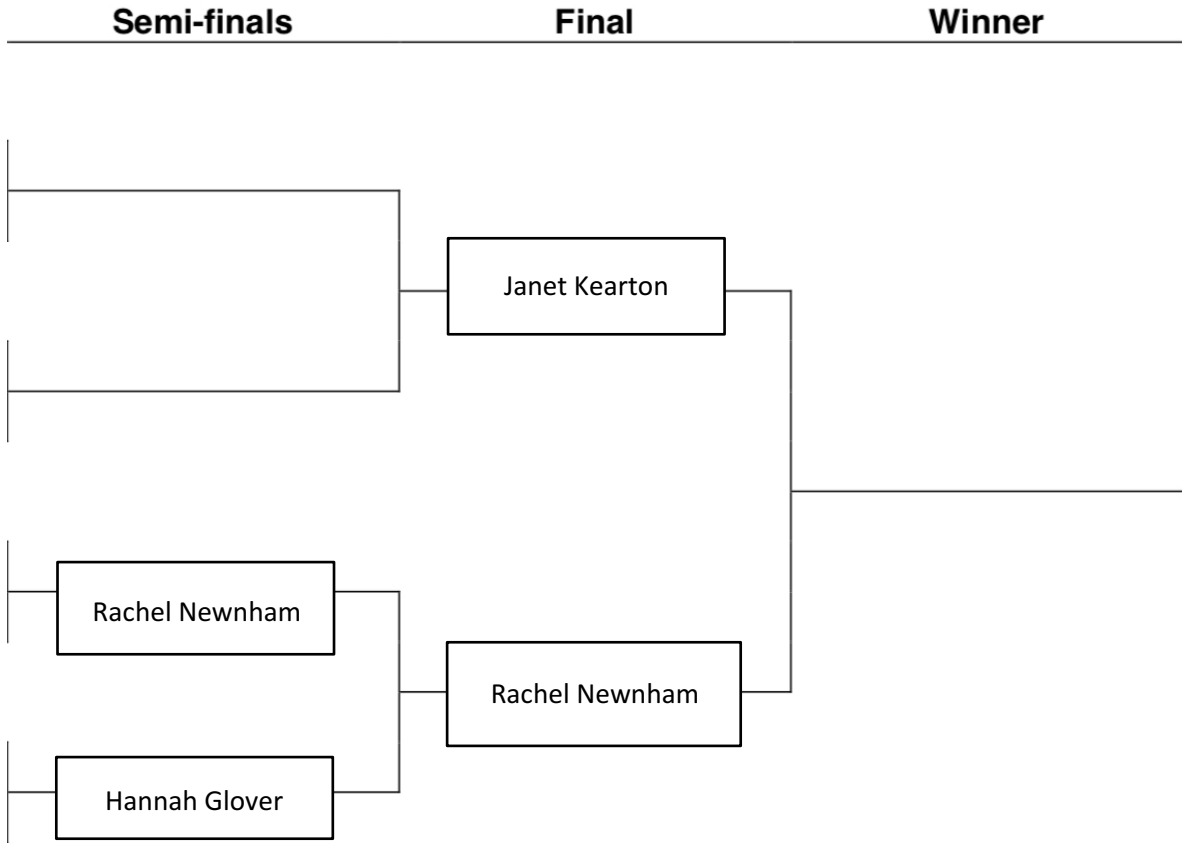 Semi-finals Final Winner
Janet Kearton
Rachel Newnham
Rachel Newnham
Hannah Glover